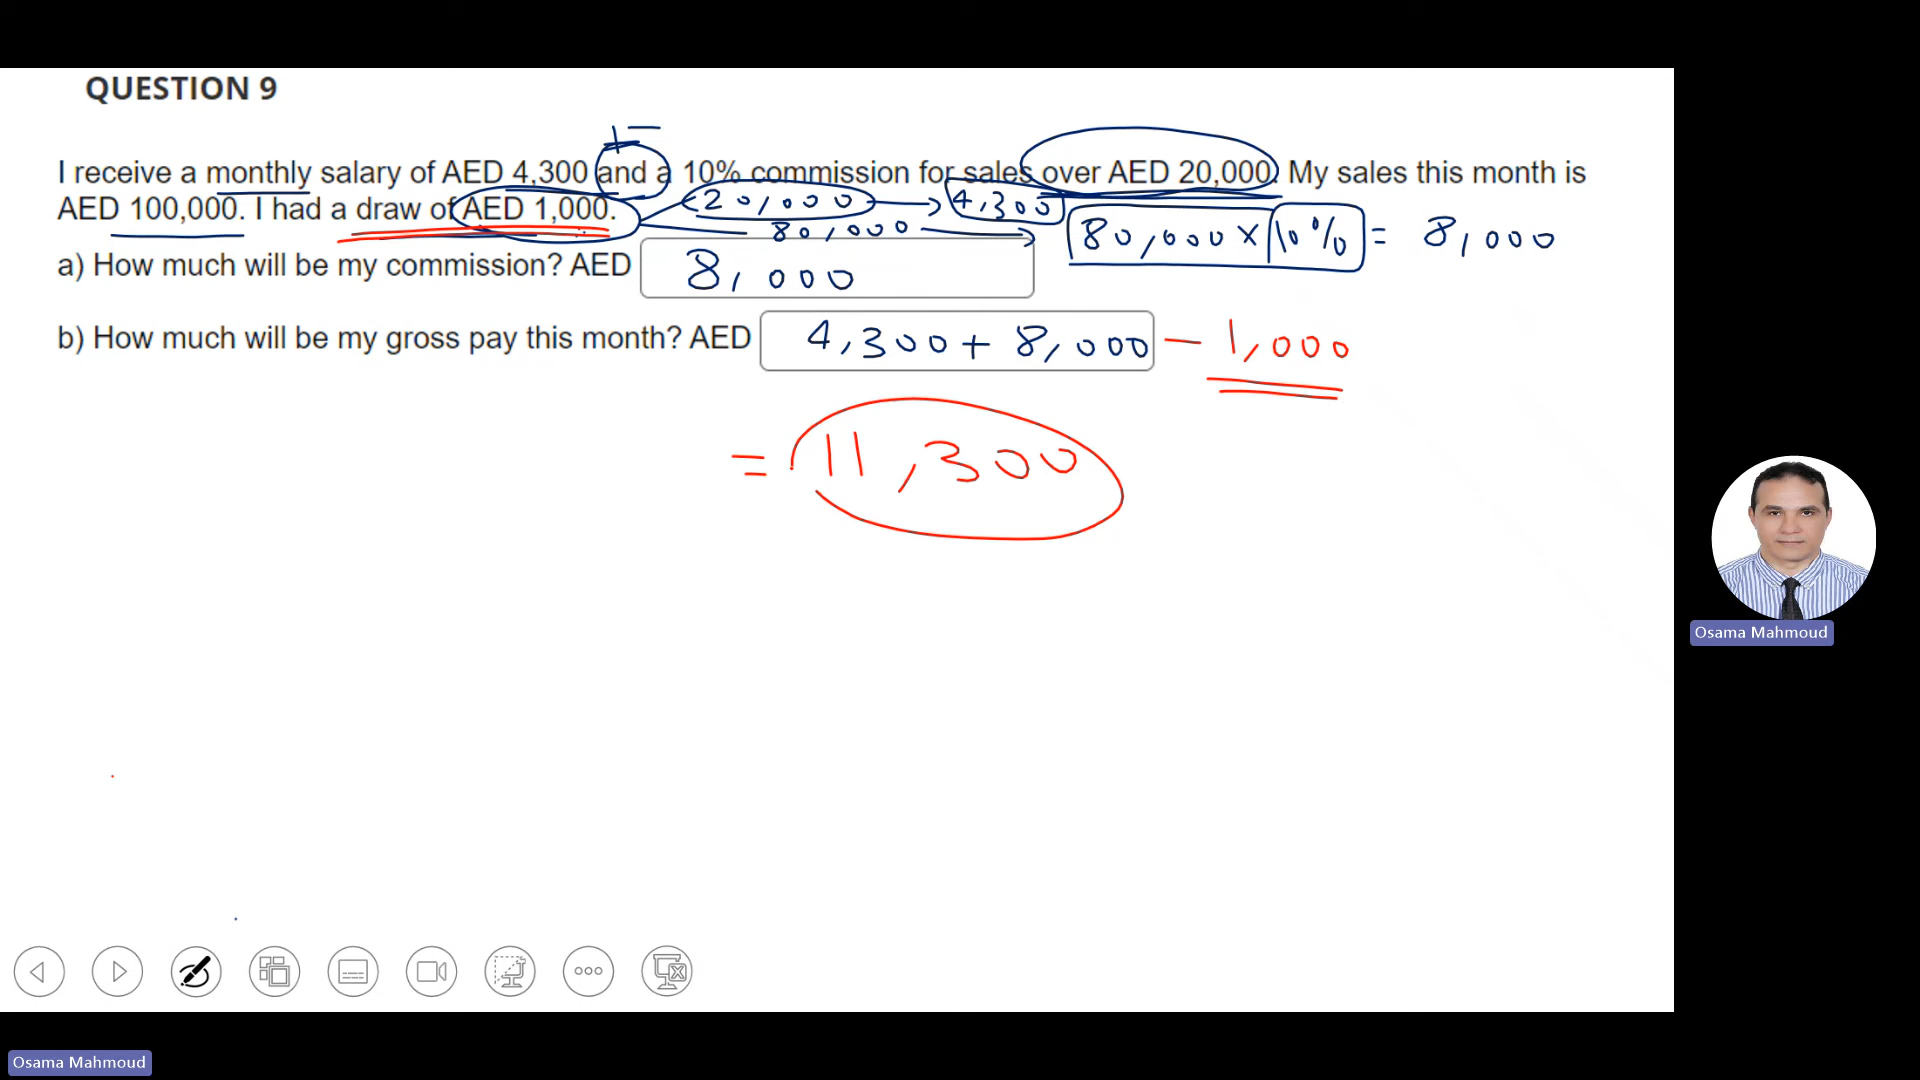 QUESTION 9
+
I receive a monthly salary of AED 4,300 and a 10% commission for sales over AED 20,000. My sales this month is
AED 100,000. I had a draw of AED 1,000. 20,000 → 4,300
80,000 → 80,000 × 10% = 8,000
a) How much will be my commission? AED 8,000
b) How much will be my gross pay this month? AED 4,300 + 8,000 - 1,000
= 11,300
Osama Mahmoud
Osama Mahmoud